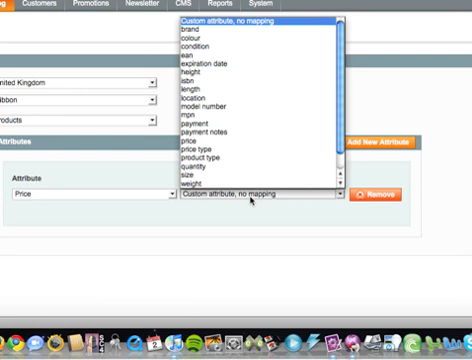 Customers Promotions Newsletter CMS Reports System
Custom attribute, no mapping
brand
colour
condition
ean
expiration date
height
isbn
length
location
model number
mpn
payment
payment notes
price
price type
product type
quantity
size
weight
nited Kingdom
ibbon
roducts
Attributes
Add New Attribute
Attribute
Price
Custom attribute, no mapping
Remove
2